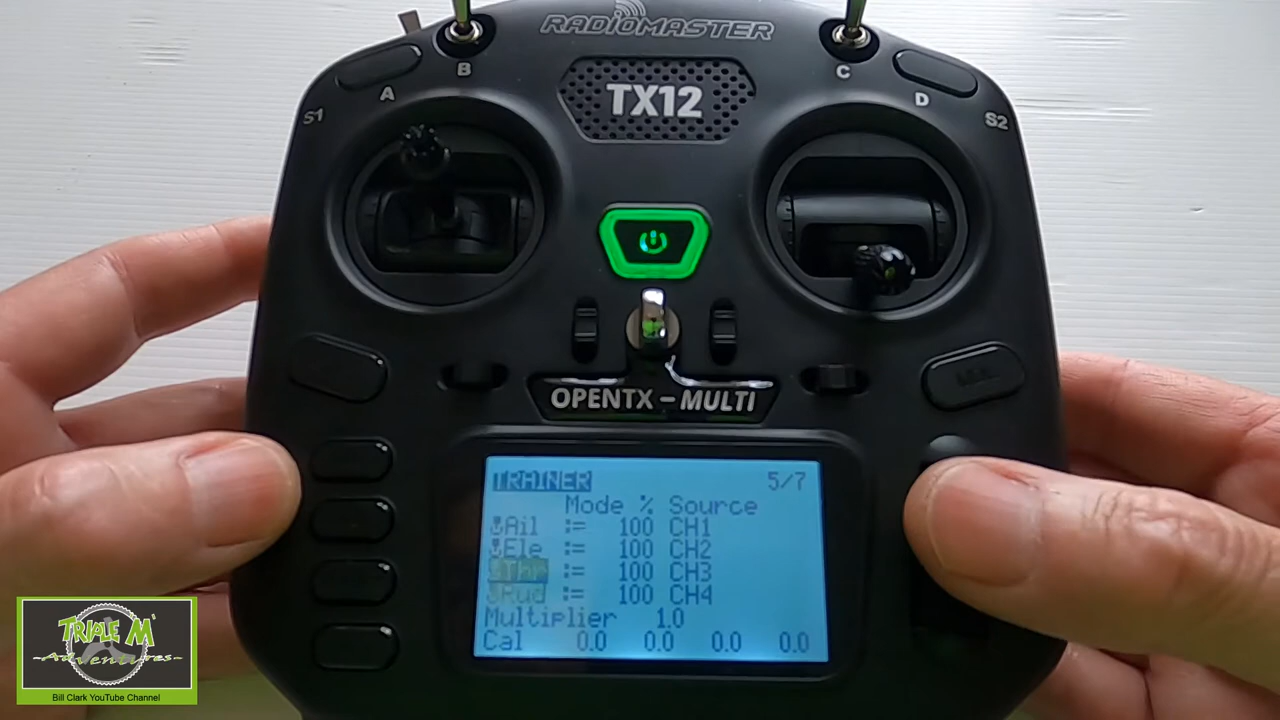 RADIOMASTER
B
C
A
D
S1
TX12
S2
OPENTX-MULTI
TRAINER 5/7
Mode % Source
Ail := 100 CH1
Ele := 100 CH2
Thr := 100 CH3
Rud := 100 CH4
Multiplier 1.0
Cal 0.0 0.0 0.0 0.0
TRIPLE M'
-Adventures-
Bill Clark YouTube Channel